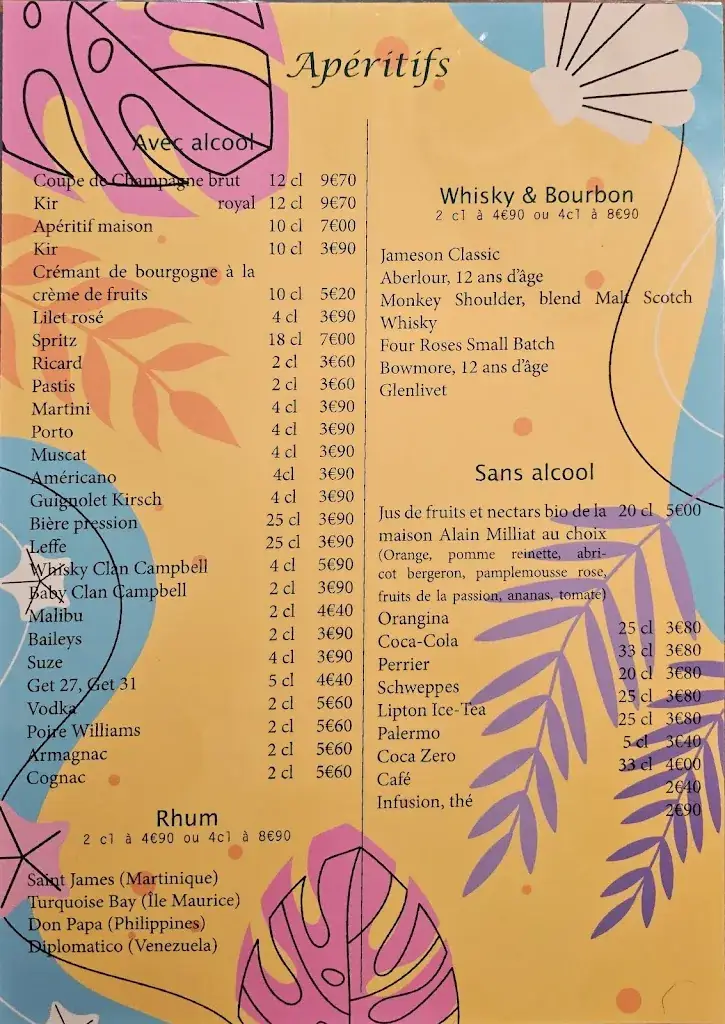 Apéritifs
Avec alcool
Coupe de Champagne brut 12 cl 9€70
Kir royal 12 cl 9€70
Apéritif maison 10 cl 7€00
Kir 10 cl 3€90
Crémant de bourgogne à la
crème de fruits 10 cl 5€20
Lilet rosé 4 cl 3€90
Spritz 18 cl 7€00
Ricard 2 cl 3€60
Pastis 2 cl 3€60
Martini 4 cl 3€90
Porto 4 cl 3€90
Muscat 4 cl 3€90
Américano 4cl 3€90
Guignolet Kirsch 4 cl 3€90
Bière pression 25 cl 3€90
Leffe 25 cl 3€90
Whisky Clan Campbell 4 cl 5€90
Baby Clan Campbell 2 cl 3€90
Malibu 2 cl 4€40
Baileys 2 cl 3€90
Suze 4 cl 3€90
Get 27, Get 31 5 cl 4€40
Vodka 2 cl 5€60
Poire Williams 2 cl 5€60
Armagnac 2 cl 5€60
Cognac 2 cl 5€60
Rhum
2 cl à 4€90 ou 4cl à 8€90
Saint James (Martinique)
Turquoise Bay (Île Maurice)
Don Papa (Philippines)
Diplomatico (Venezuela)
Whisky & Bourbon
2 cl à 4€90 ou 4cl à 8€90
Jameson Classic
Aberlour, 12 ans d'âge
Monkey Shoulder, blend Malt Scotch
Whisky
Four Roses Small Batch
Bowmore, 12 ans d'âge
Glenlivet
Sans alcool
Jus de fruits et nectars bio de la 20 cl 5€00
maison Alain Milliat au choix
(Orange, pomme reinette, abri-
cot bergeron, pamplemousse rose,
fruits de la passion, ananas, tomate)
Orangina 25 cl 3€80
Coca-Cola 33 cl 3€80
Perrier 20 cl 3€80
Schweppes 25 cl 3€80
Lipton Ice-Tea 25 cl 3€80
Palermo 5 cl 3€40
Coca Zero 33 cl 4€00
Café 2€40
Infusion, thé 2€90